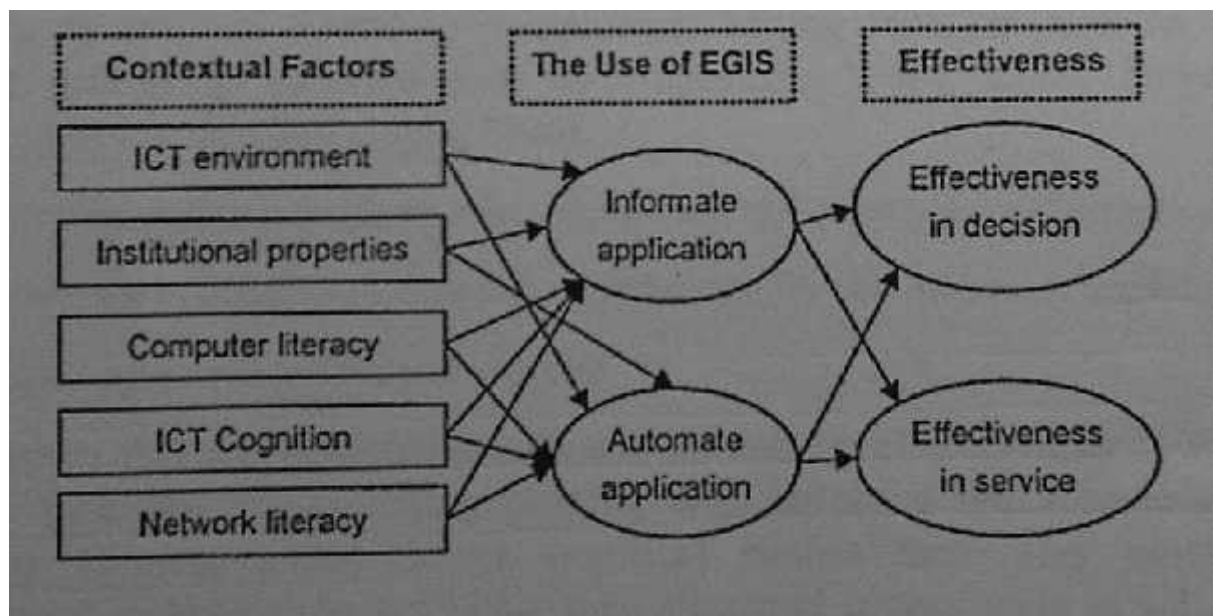 Contextual Factors
The Use of EGIS
Effectiveness
ICT environment
Institutional properties
Computer literacy
ICT Cognition
Network literacy
Informate
application
Automate
application
Effectiveness
in decision
Effectiveness
in service